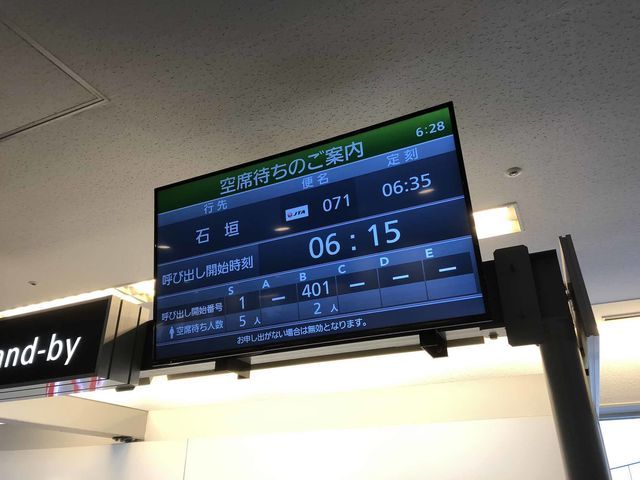 空席待ちのご案内 6:28
行先 便名 定刻
石垣 JTA 071 06:35
呼び出し開始時刻 06:15
S A B C D E
呼び出し開始番号 1 — 401 — — —
空席待ち人数 5人 2人
お申し出がない場合は無効となります。
and-by